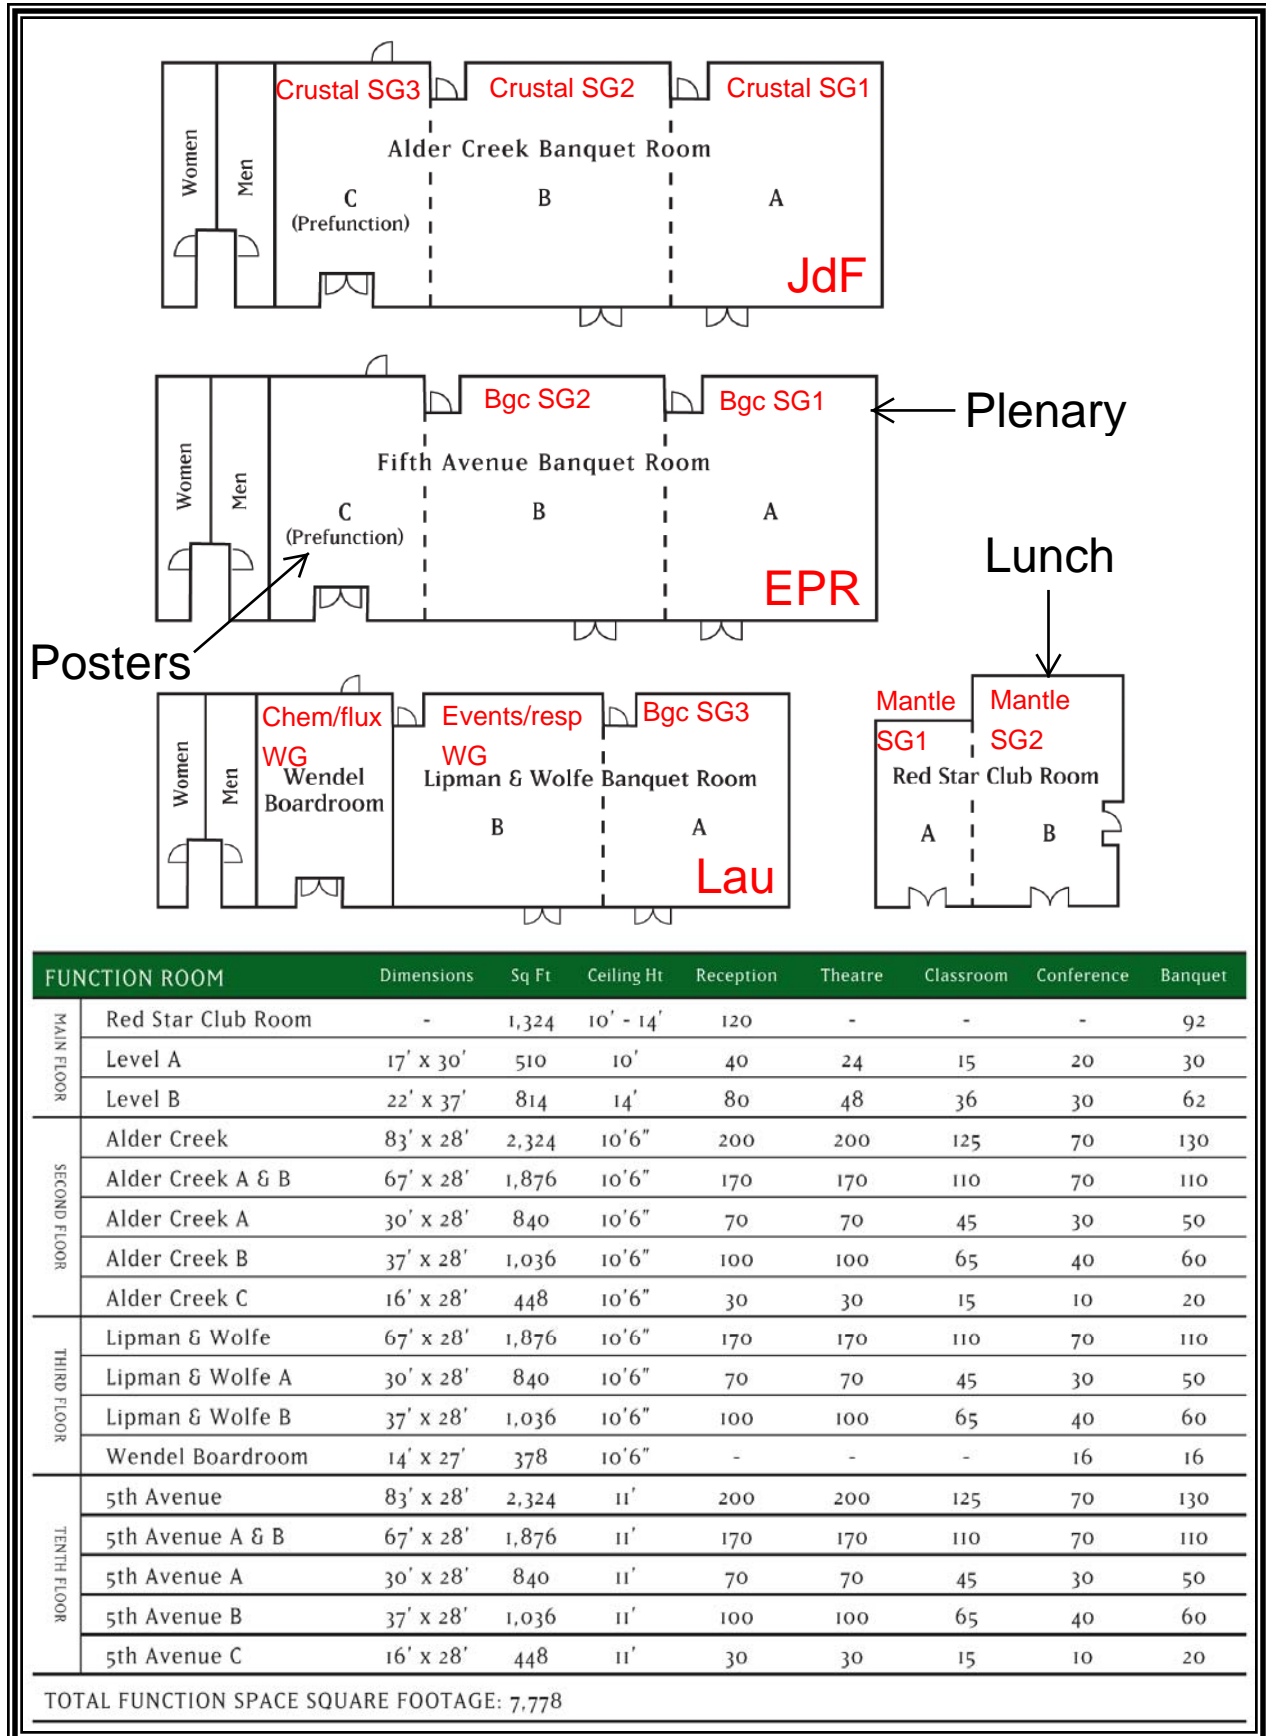 Crustal SG3 Crustal SG2 Crustal SG1
Women
Men
Alder Creek Banquet Room
C
(Prefunction)
B
A
JdF
Bgc SG2 Bgc SG1
Plenary
Women
Men
Fifth Avenue Banquet Room
C
(Prefunction)
B
A
EPR
Lunch
Posters
Chem/flux
WG
Events/resp
WG
Bgc SG3
Women
Men
Wendel
Boardroom
Lipman & Wolfe Banquet Room
B
A
Lau
Mantle
SG1
Mantle
SG2
Red Star Club Room
A
B
FUNCTION ROOM Dimensions Sq Ft Ceiling Ht Reception Theatre Classroom Conference Banquet
MAIN FLOOR
Red Star Club Room - 1,324 10' - 14' 120 - - - 92
Level A 17' x 30' 510 10' 40 24 15 20 30
Level B 22' x 37' 814 14' 80 48 36 30 62
SECOND FLOOR
Alder Creek 83' x 28' 2,324 10'6" 200 200 125 70 130
Alder Creek A & B 67' x 28' 1,876 10'6" 170 170 110 70 110
Alder Creek A 30' x 28' 840 10'6" 70 70 45 30 50
Alder Creek B 37' x 28' 1,036 10'6" 100 100 65 40 60
Alder Creek C 16' x 28' 448 10'6" 30 30 15 10 20
THIRD FLOOR
Lipman & Wolfe 67' x 28' 1,876 10'6" 170 170 110 70 110
Lipman & Wolfe A 30' x 28' 840 10'6" 70 70 45 30 50
Lipman & Wolfe B 37' x 28' 1,036 10'6" 100 100 65 40 60
Wendel Boardroom 14' x 27' 378 10'6" - - - 16 16
TENTH FLOOR
5th Avenue 83' x 28' 2,324 11' 200 200 125 70 130
5th Avenue A & B 67' x 28' 1,876 11' 170 170 110 70 110
5th Avenue A 30' x 28' 840 11' 70 70 45 30 50
5th Avenue B 37' x 28' 1,036 11' 100 100 65 40 60
5th Avenue C 16' x 28' 448 11' 30 30 15 10 20
TOTAL FUNCTION SPACE SQUARE FOOTAGE: 7,778